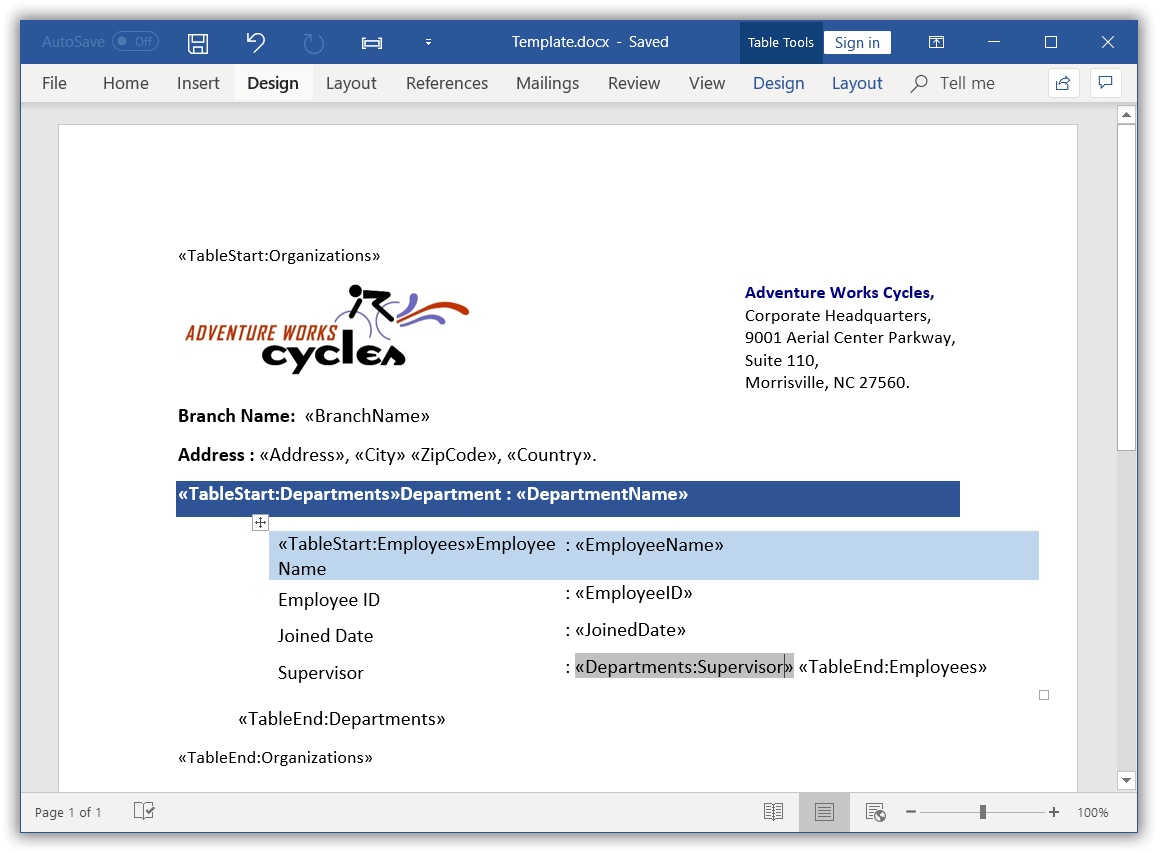 AutoSave Off Template.docx - Saved Table Tools Sign in
File Home Insert Design Layout References Mailings Review View Design Layout Tell me
«TableStart:Organizations»
ADVENTURE WORKS
cycles
Adventure Works Cycles,
Corporate Headquarters,
9001 Aerial Center Parkway,
Suite 110,
Morrisville, NC 27560.
Branch Name: «BranchName»
Address : «Address», «City» «ZipCode», «Country».
«TableStart:Departments»Department : «DepartmentName»
«TableStart:Employees»Employee : «EmployeeName»
Name
Employee ID : «EmployeeID»
Joined Date : «JoinedDate»
Supervisor : «Departments:Supervisor» «TableEnd:Employees»
«TableEnd:Departments»
«TableEnd:Organizations»
Page 1 of 1 100%